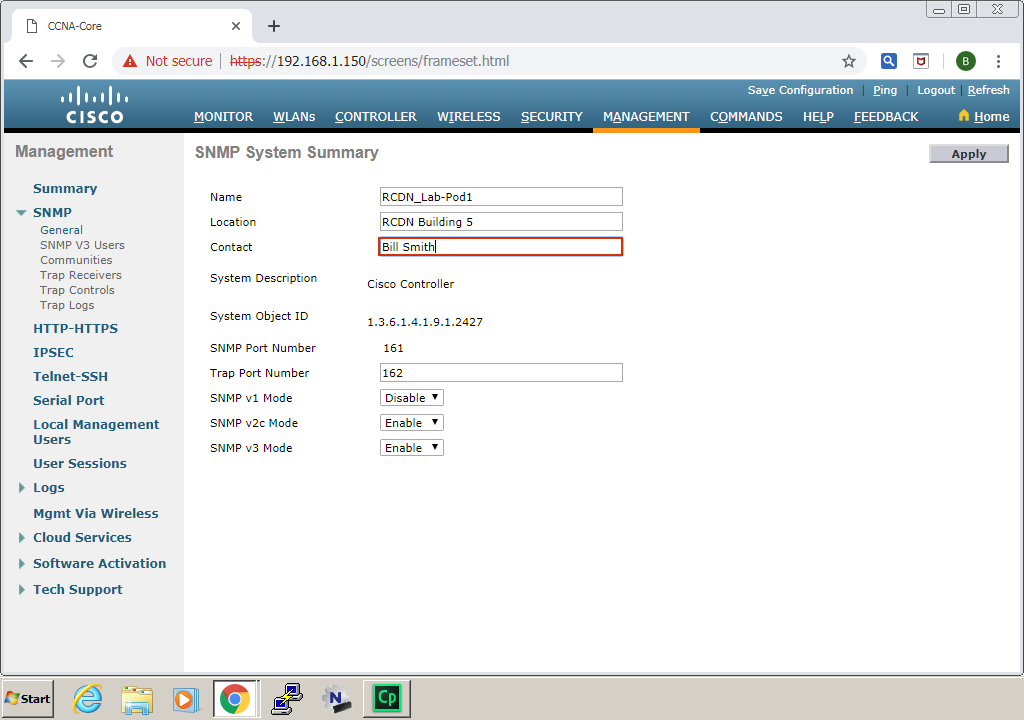 CCNA-Core
Not secure https://192.168.1.150/screens/frameset.html B
Save Configuration Ping Logout Refresh
CISCO
MONITOR WLANs CONTROLLER WIRELESS SECURITY MANAGEMENT COMMANDS HELP FEEDBACK Home
Management
Summary
SNMP
General
SNMP V3 Users
Communities
Trap Receivers
Trap Controls
Trap Logs
HTTP-HTTPS
IPSEC
Telnet-SSH
Serial Port
Local Management
Users
User Sessions
Logs
Mgmt Via Wireless
Cloud Services
Software Activation
Tech Support
SNMP System Summary
Apply
Name RCDN_Lab-Pod1
Location RCDN Building 5
Contact Bill Smith
System Description Cisco Controller
System Object ID 1.3.6.1.4.1.9.1.2427
SNMP Port Number 161
Trap Port Number 162
SNMP v1 Mode Disable
SNMP v2c Mode Enable
SNMP v3 Mode Enable
Start
N
Cp